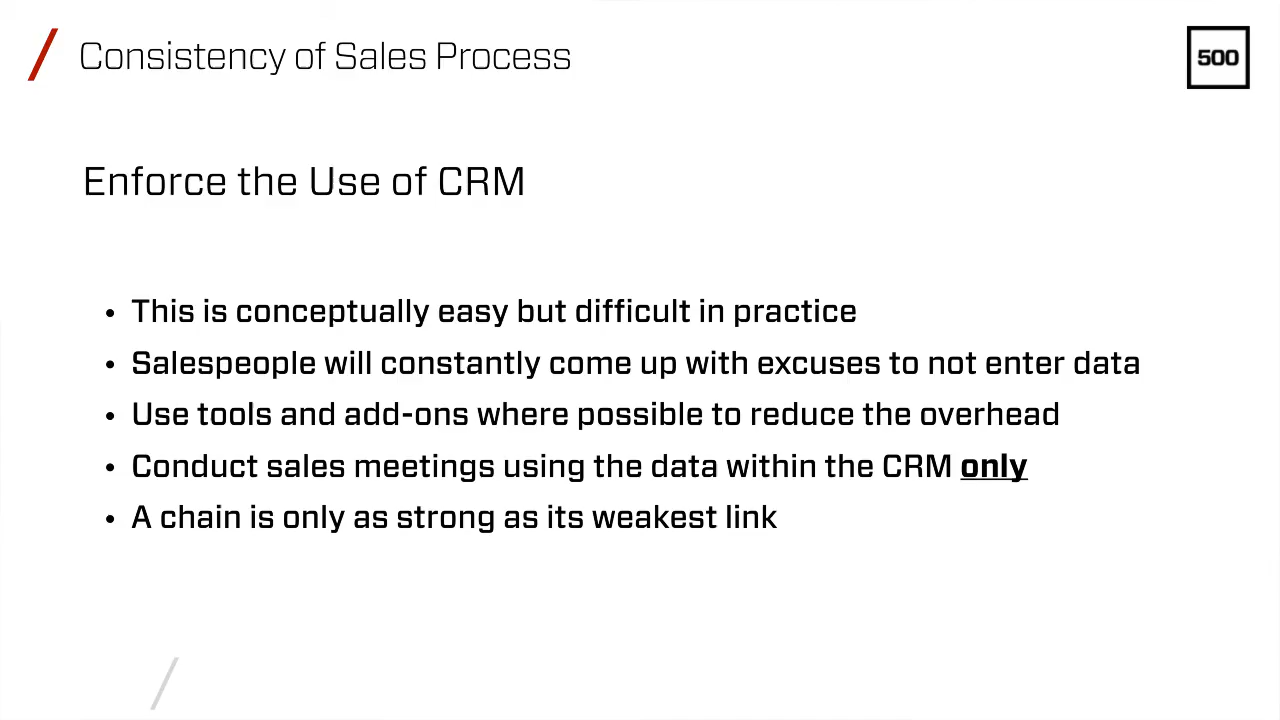 Consistency of Sales Process
500
Enforce the Use of CRM
• This is conceptually easy but difficult in practice
• Salespeople will constantly come up with excuses to not enter data
• Use tools and add-ons where possible to reduce the overhead
• Conduct sales meetings using the data within the CRM only
• A chain is only as strong as its weakest link